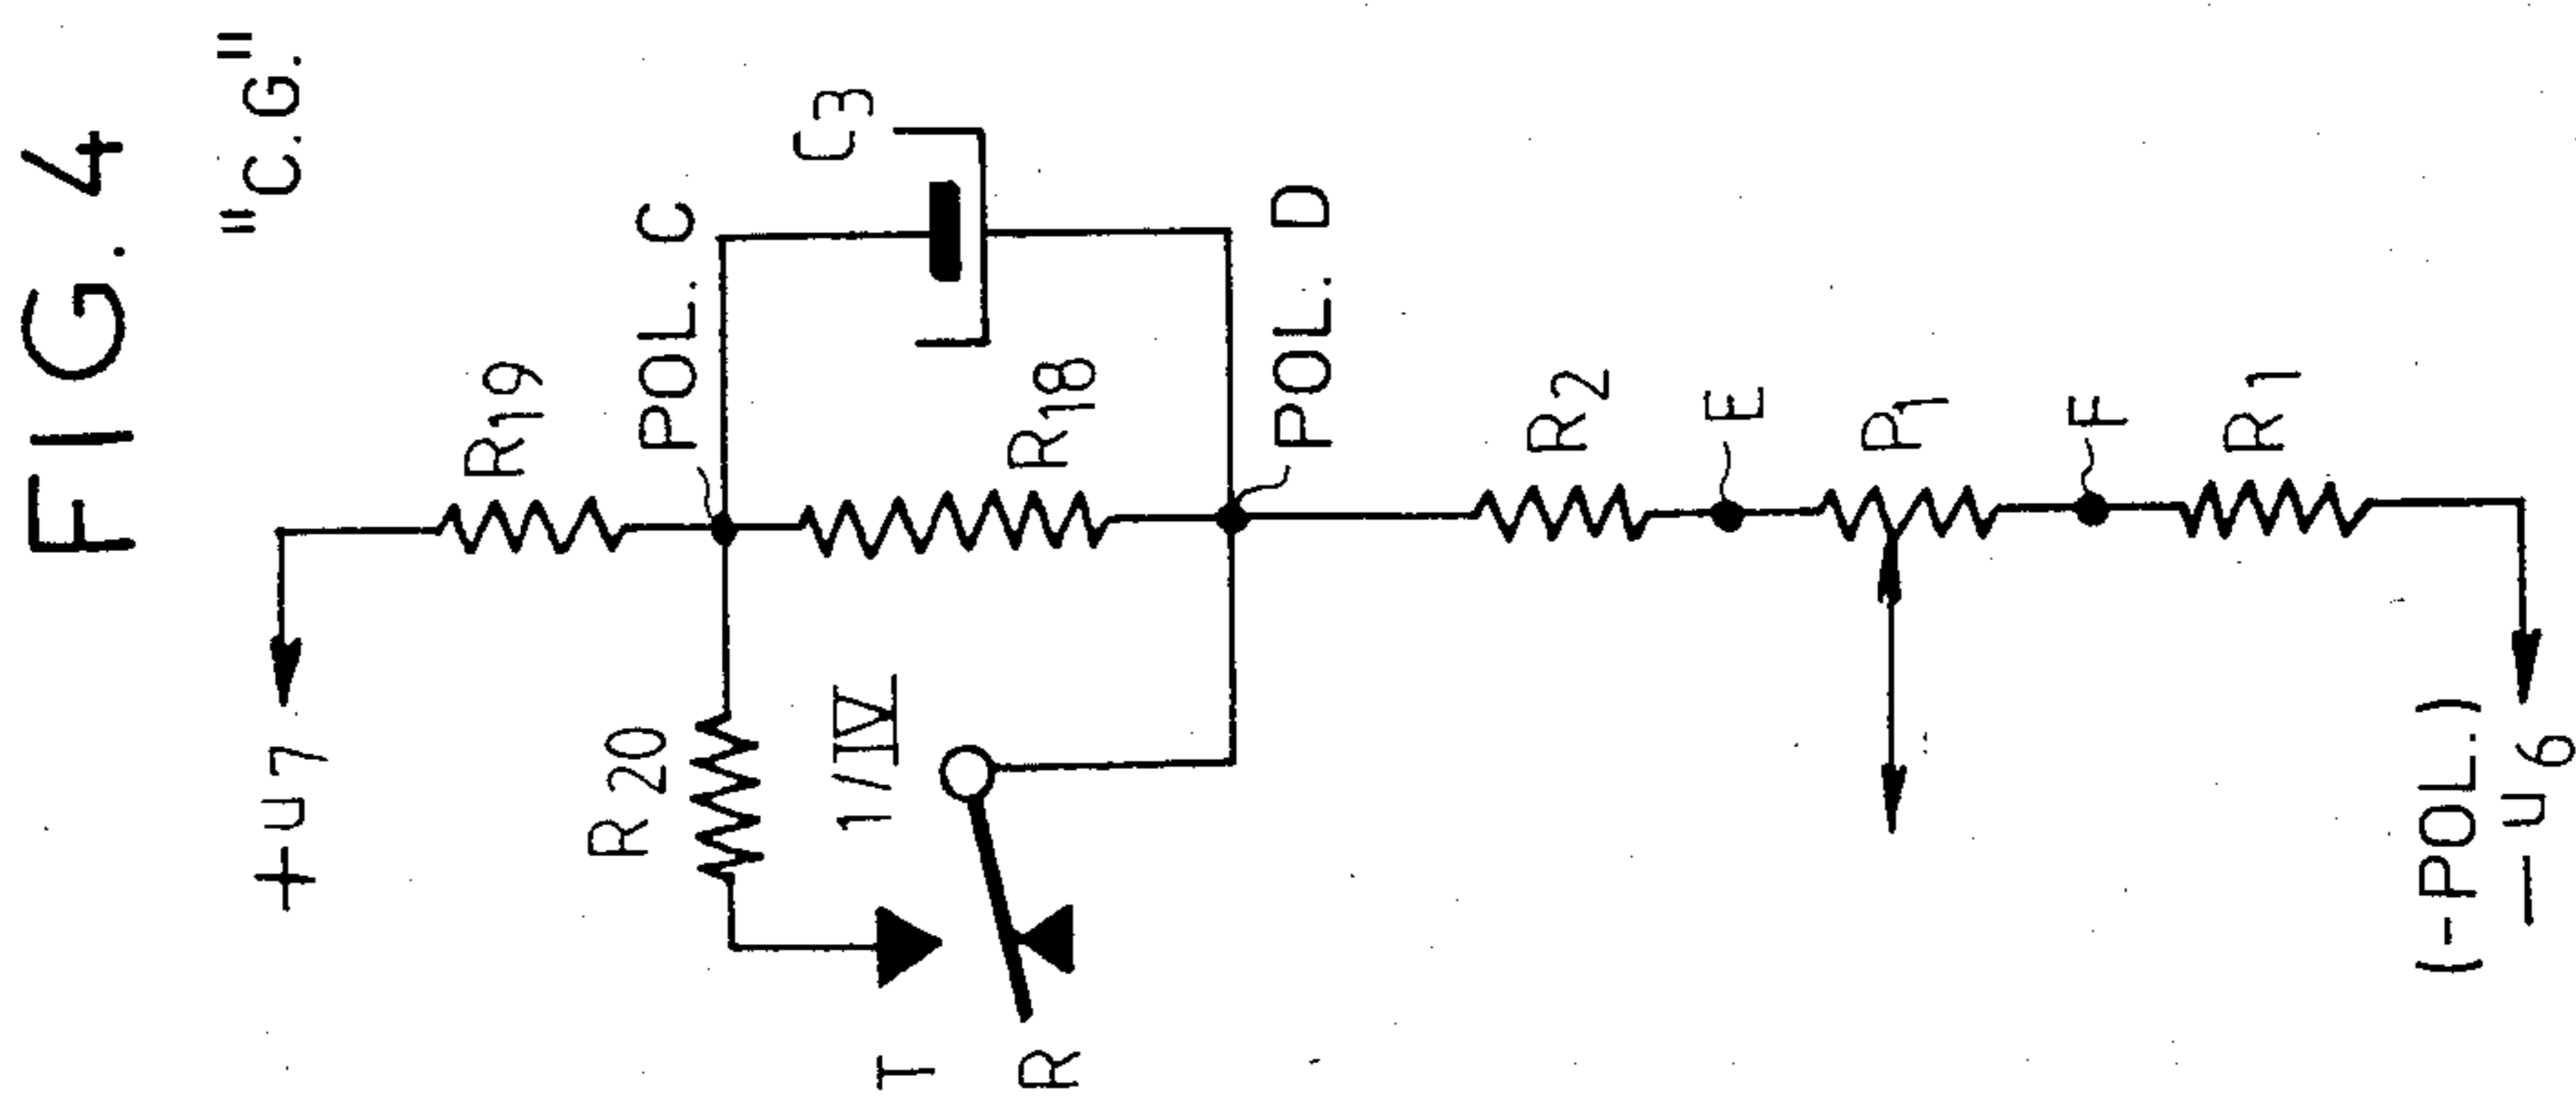 FIG. 4
"C.G."
+u7
R19
POL. C
C3
R20
1/IV
R18
T
R
POL. D
R2
E
P1
F
R1
(-POL.)
-u6